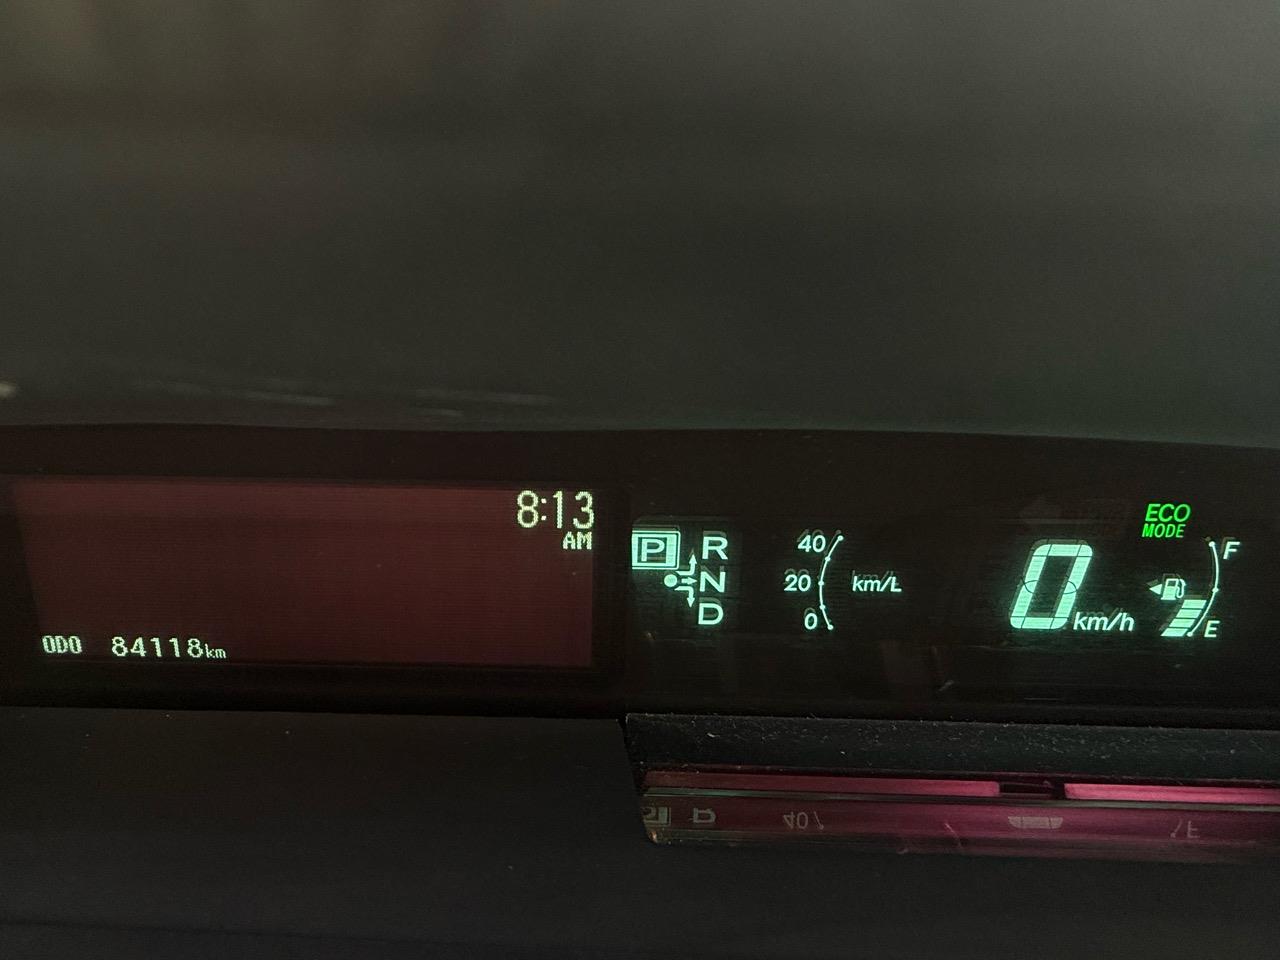 8:13
AM
ODO 84118km
P R
N
D
40
20 km/L
0
0 km/h
ECO
MODE
F
E